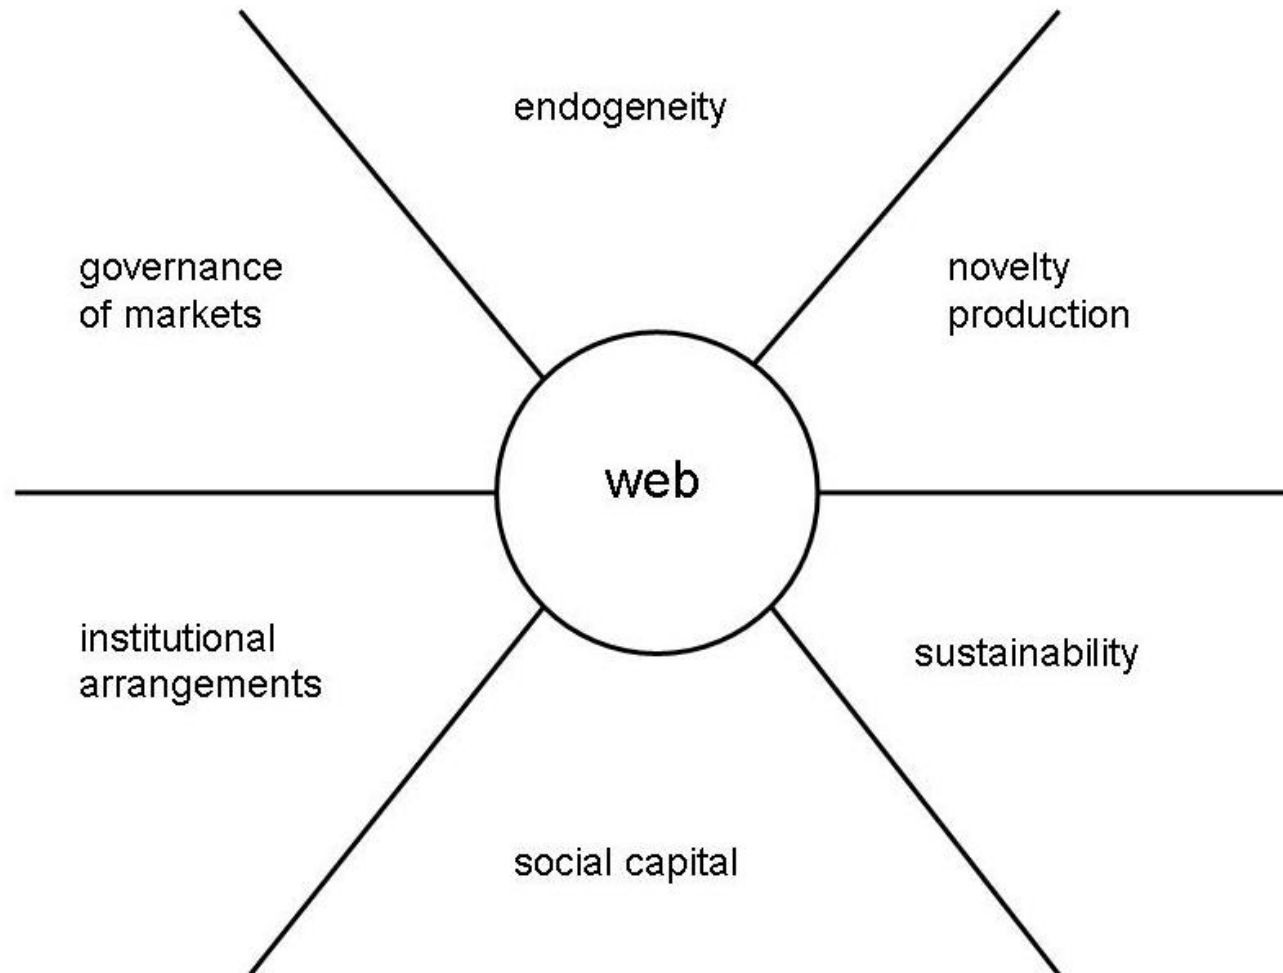 endogeneity
governance
of markets
novelty
production
web
institutional
arrangements
sustainability
social capital